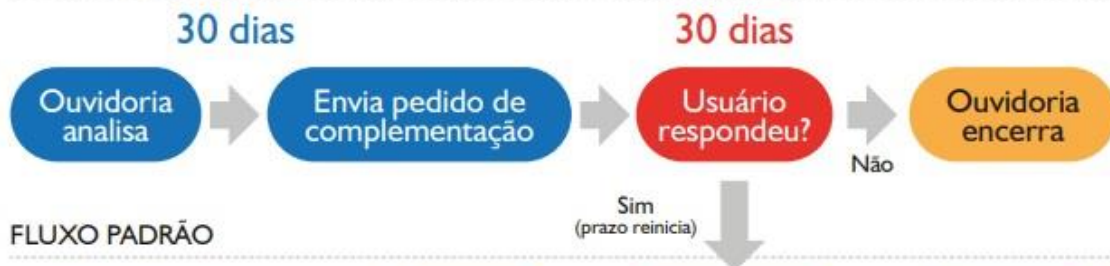 30 dias
30 dias
Ouvidoria
analisa
Envia pedido de
complementação
Usuário
respondeu?
Ouvidoria
encerra
Não
Sim
(prazo reinicia)
FLUXO PADRÃO